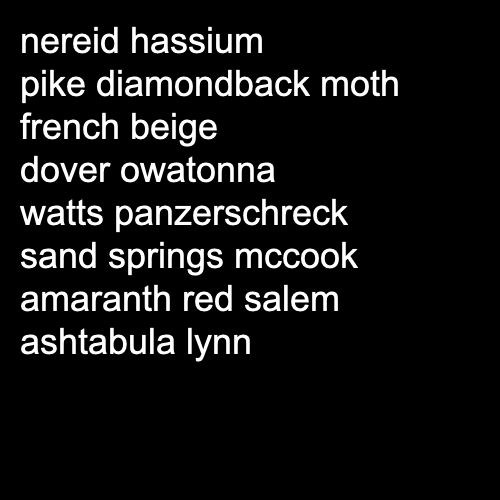 nereid hassium
pike diamondback moth
french beige
dover owatonna
watts panzerschreck
sand springs mccook
amaranth red salem
ashtabula lynn